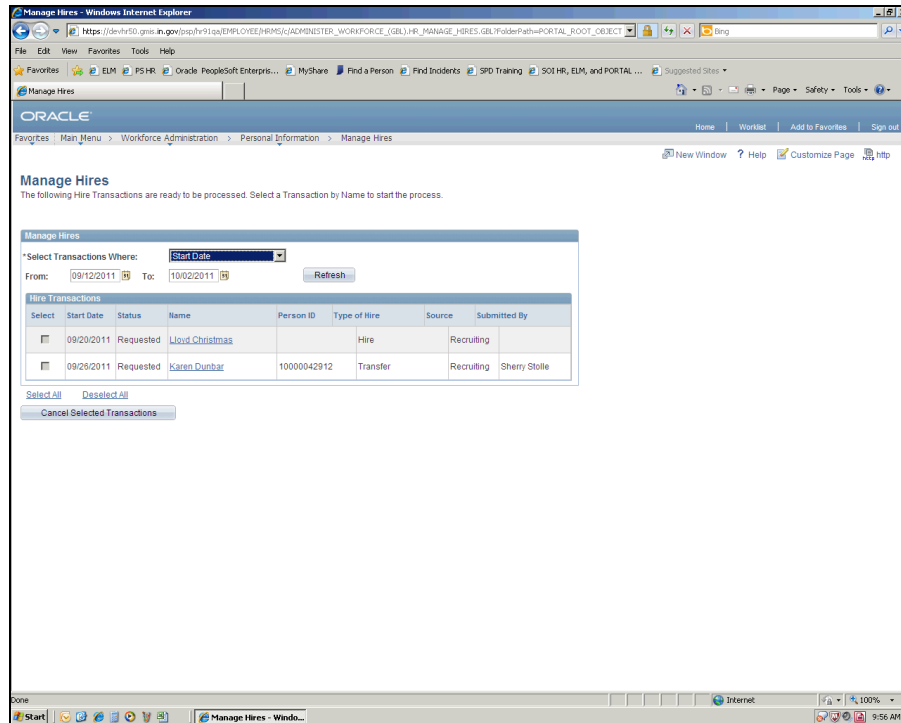 Manage Hires - Windows Internet Explorer
https://devhr50.gmis.in.gov/psp/hr91qa/EMPLOYEE/HRMS/c/ADMINISTER_WORKFORCE_(GBL).HR_MANAGE_HIRES.GBL?FolderPath=PORTAL_ROOT_OBJECT
Bing
File Edit View Favorites Tools Help
Favorites ELM PS HR Oracle PeopleSoft Enterpris... MyShare Find a Person Find Incidents SPD Training SOI HR, ELM, and PORTAL ... Suggested Sites
Manage Hires
Page Safety Tools
ORACLE
Home | Worklist | Add to Favorites | Sign out
Favorites Main Menu > Workforce Administration > Personal Information > Manage Hires
New Window ? Help Customize Page http
Manage Hires
The following Hire Transactions are ready to be processed. Select a Transaction by Name to start the process.
Manage Hires
*Select Transactions Where: Start Date
From: 09/12/2011 To: 10/02/2011 Refresh
Hire Transactions
Select Start Date Status Name Person ID Type of Hire Source Submitted By
09/20/2011 Requested Lloyd Christmas Hire Recruiting
09/26/2011 Requested Karen Dunbar 10000042912 Transfer Recruiting Sherry Stolle
Select All Deselect All
Cancel Selected Transactions
Done Internet 100%
Start Manage Hires - Windo... 9:56 AM